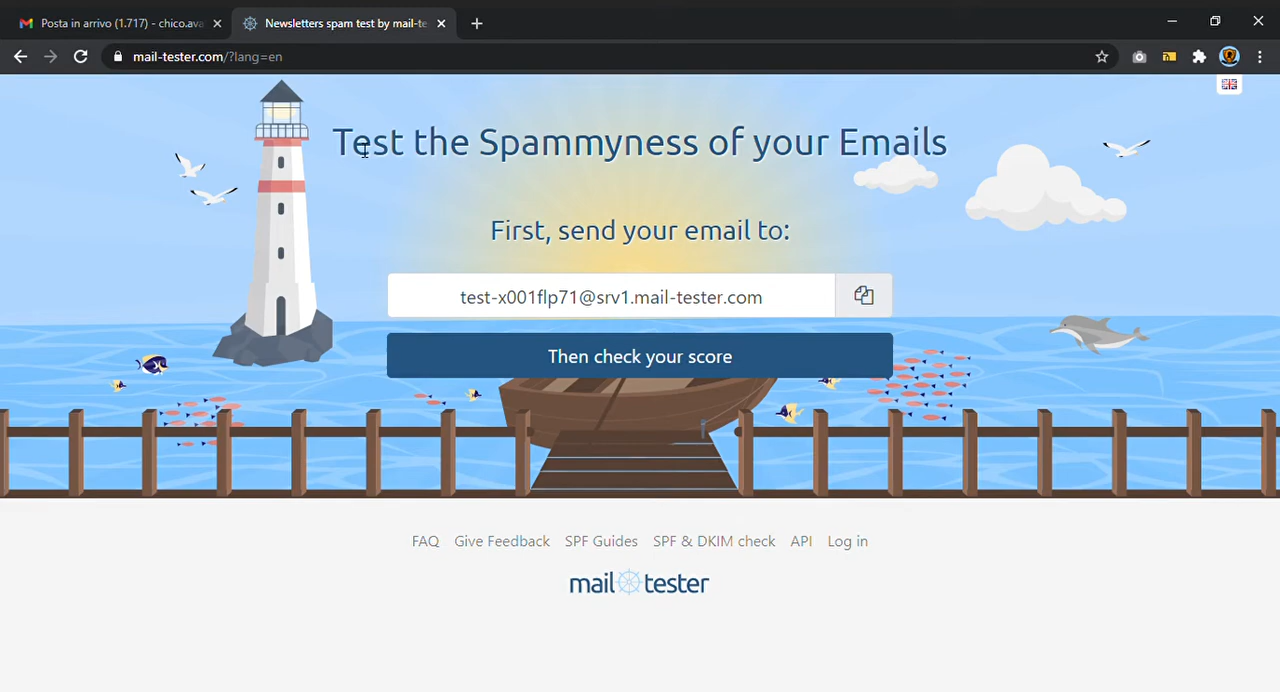 Posta in arrivo (1.717) - chico.ava
Newsletters spam test by mail-te
mail-tester.com/?lang=en
Test the Spammyness of your Emails
First, send your email to:
test-x001flp71@srv1.mail-tester.com
Then check your score
FAQ Give Feedback SPF Guides SPF & DKIM check API Log in
mail tester